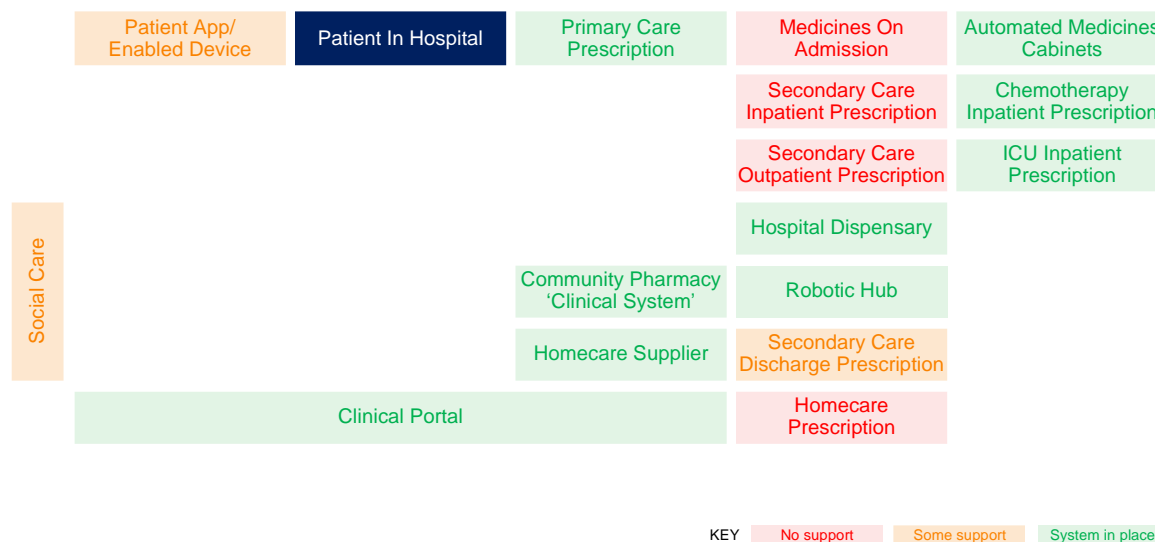 Patient App/
Enabled Device
Patient In Hospital
Primary Care
Prescription
Medicines On
Admission
Automated Medicines
Cabinets
Secondary Care
Inpatient Prescription
Chemotherapy
Inpatient Prescription
Secondary Care
Outpatient Prescription
ICU Inpatient
Prescription
Social Care
Hospital Dispensary
Community Pharmacy
‘Clinical System’
Robotic Hub
Homecare Supplier
Secondary Care
Discharge Prescription
Clinical Portal
Homecare
Prescription
KEY
No support
Some support
System in place